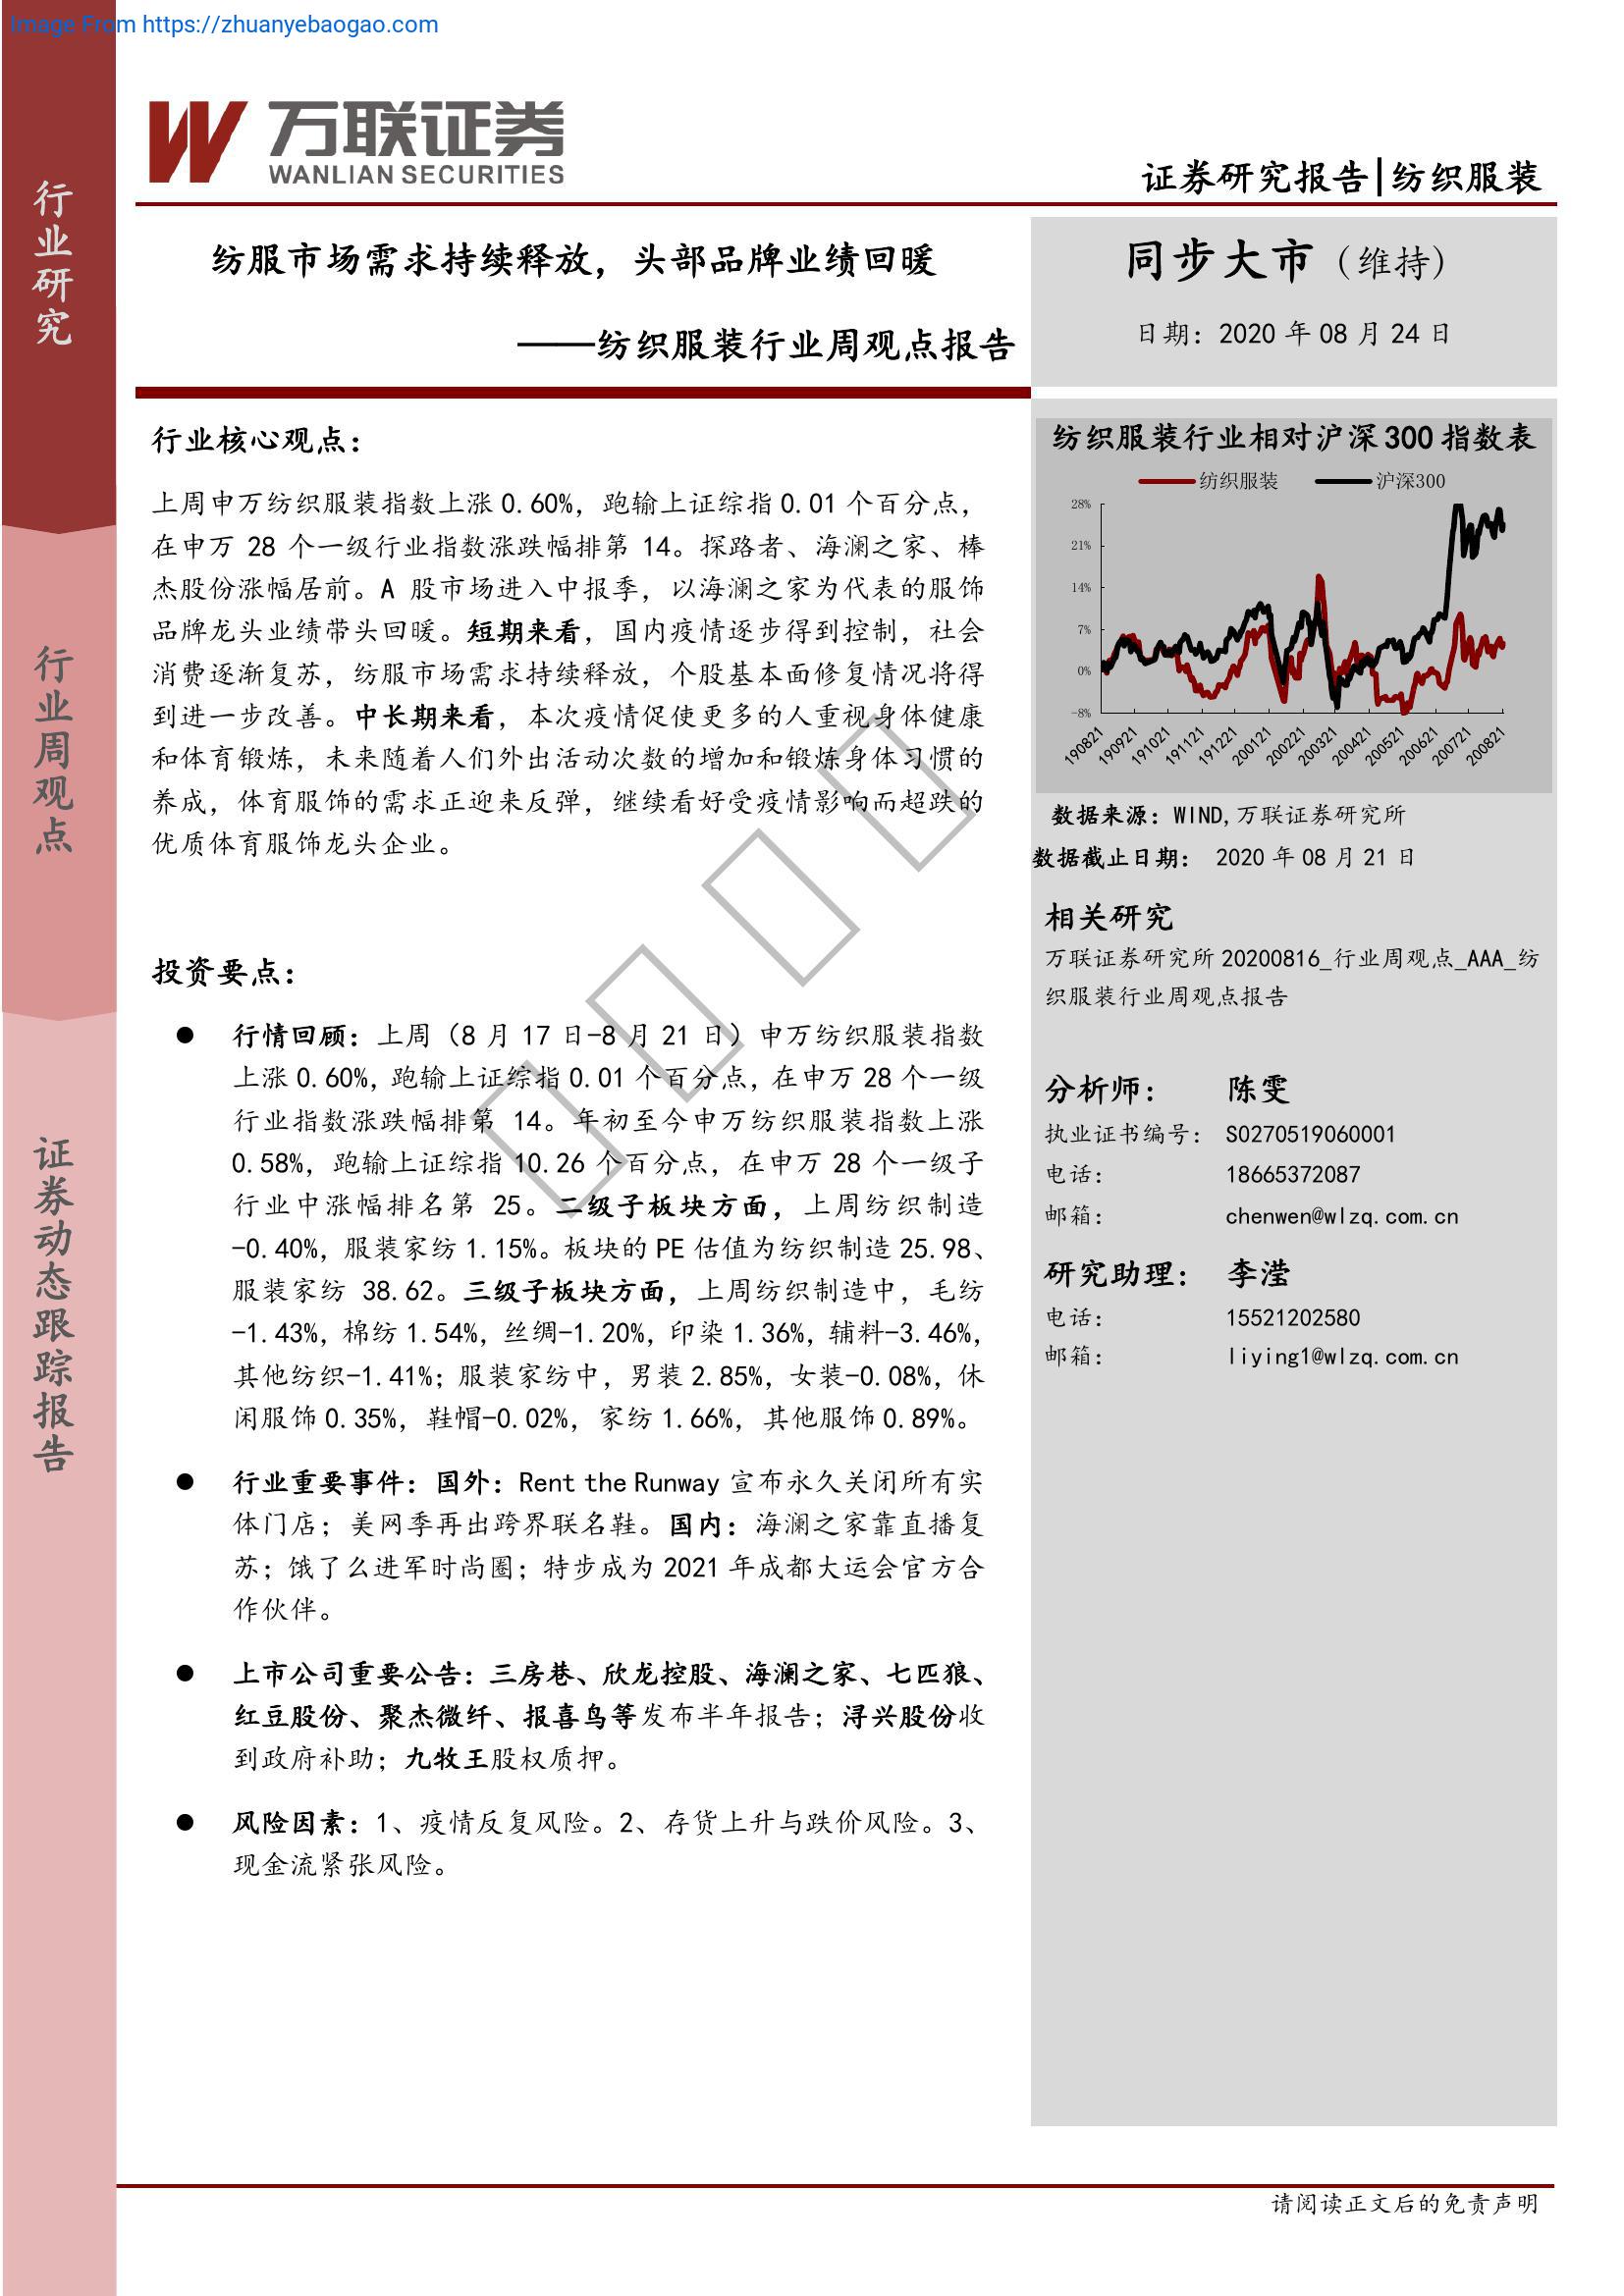 Image From https://zhuanyebaogao.com
万联证券
WANLIAN SECURITIES
证券研究报告|纺织服装
行业研究
行业周观点
证券动态跟踪报告
纺服市场需求持续释放，头部品牌业绩回暖
——纺织服装行业周观点报告
同步大市（维持）
日期：2020 年 08 月 24 日
行业核心观点：
上周申万纺织服装指数上涨 0.60%，跑输上证综指 0.01 个百分点，
在申万 28 个一级行业指数涨跌幅排第 14。探路者、海澜之家、棒
杰股份涨幅居前。A 股市场进入中报季，以海澜之家为代表的服饰
品牌龙头业绩带头回暖。短期来看，国内疫情逐步得到控制，社会
消费逐渐复苏，纺服市场需求持续释放，个股基本面修复情况将得
到进一步改善。中长期来看，本次疫情促使更多的人重视身体健康
和体育锻炼，未来随着人们外出活动次数的增加和锻炼身体习惯的
养成，体育服饰的需求正迎来反弹，继续看好受疫情影响而超跌的
优质体育服饰龙头企业。
投资要点：
● 行情回顾：上周（8 月 17 日-8 月 21 日）申万纺织服装指数
上涨 0.60%，跑输上证综指 0.01 个百分点，在申万 28 个一级
行业指数涨跌幅排第 14。年初至今申万纺织服装指数上涨
0.58%，跑输上证综指 10.26 个百分点，在申万 28 个一级子
行业中涨幅排名第 25。二级子板块方面，上周纺织制造
-0.40%，服装家纺 1.15%。板块的 PE 估值为纺织制造 25.98、
服装家纺 38.62。三级子板块方面，上周纺织制造中，毛纺
-1.43%，棉纺 1.54%，丝绸-1.20%，印染 1.36%，辅料-3.46%，
其他纺织-1.41%；服装家纺中，男装 2.85%，女装-0.08%，休
闲服饰 0.35%，鞋帽-0.02%，家纺 1.66%，其他服饰 0.89%。
● 行业重要事件：国外：Rent the Runway 宣布永久关闭所有实
体门店；美网季再出跨界联名鞋。国内：海澜之家靠直播复
苏；饿了么进军时尚圈；特步成为 2021 年成都大运会官方合
作伙伴。
● 上市公司重要公告：三房巷、欣龙控股、海澜之家、七匹狼、
红豆股份、聚杰微纤、报喜鸟等发布半年报告；浔兴股份收
到政府补助；九牧王股权质押。
● 风险因素：1、疫情反复风险。2、存货上升与跌价风险。3、
现金流紧张风险。
纺织服装行业相对沪深 300 指数表
纺织服装 沪深300
28%
21%
14%
7%
0%
-8%
190821 190921 191021 191121 191221 200121 200221 200321 200421 200521 200621 200721 200821
数据来源：WIND,万联证券研究所
数据截止日期： 2020 年 08 月 21 日
相关研究
万联证券研究所 20200816_行业周观点_AAA_纺
织服装行业周观点报告
分析师： 陈雯
执业证书编号： S0270519060001
电话： 18665372087
邮箱： chenwen@wlzq.com.cn
研究助理： 李滢
电话： 15521202580
邮箱： liying1@wlzq.com.cn
请阅读正文后的免责声明